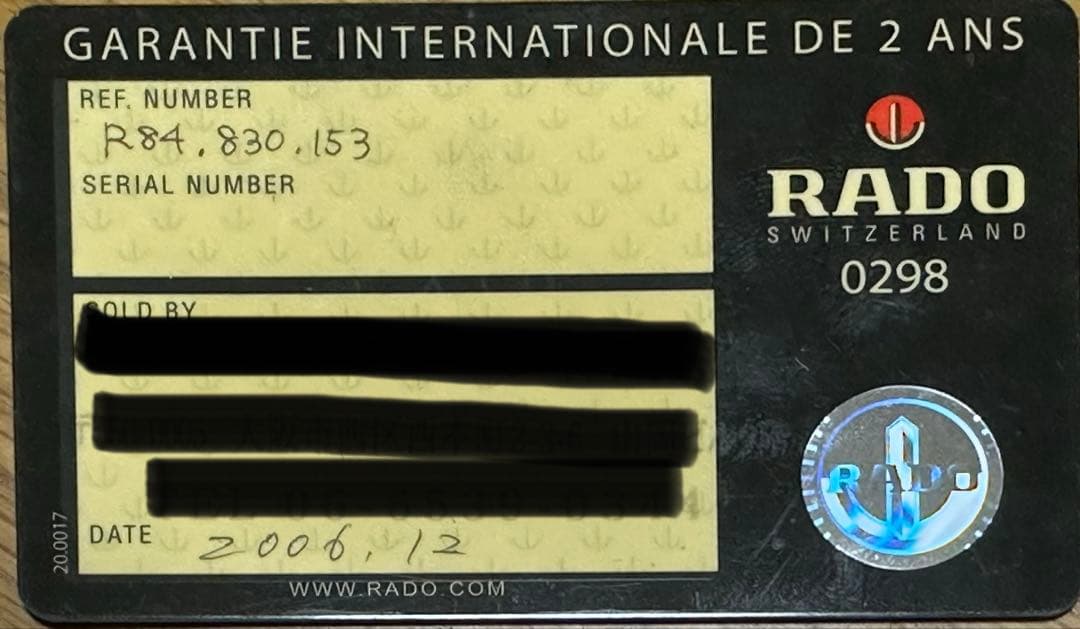 GARANTIE INTERNATIONALE DE 2 ANS
REF. NUMBER
R84.830.153
SERIAL NUMBER
RADO
SWITZERLAND
0298
SOLD BY
DATE 2006.12
RADO
20.0017
WWW.RADO.COM